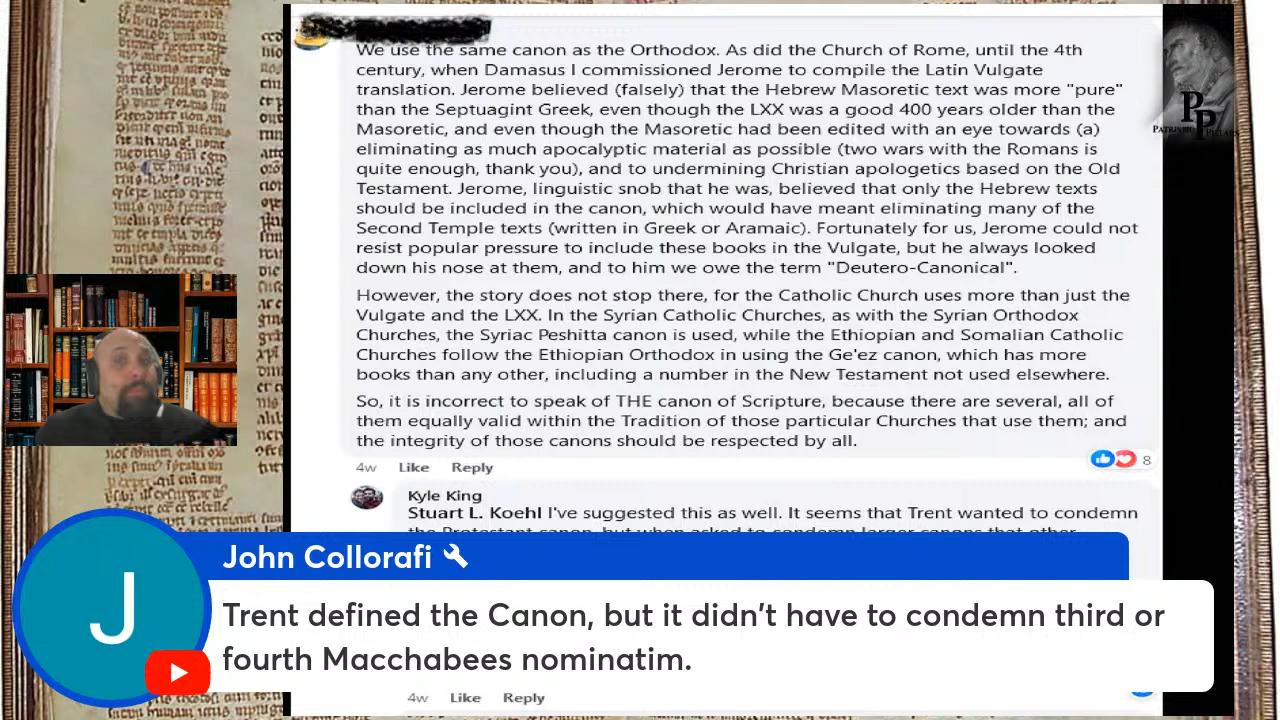 We use the same canon as the Orthodox. As did the Church of Rome, until the 4th
century, when Damasus I commissioned Jerome to compile the Latin Vulgate
translation. Jerome believed (falsely) that the Hebrew Masoretic text was more "pure"
than the Septuagint Greek, even though the LXX was a good 400 years older than the
Masoretic, and even though the Masoretic had been edited with an eye towards (a)
eliminating as much apocalyptic material as possible (two wars with the Romans is
quite enough, thank you), and to undermining Christian apologetics based on the Old
Testament. Jerome, linguistic snob that he was, believed that only the Hebrew texts
should be included in the canon, which would have meant eliminating many of the
Second Temple texts (written in Greek or Aramaic). Fortunately for us, Jerome could not
resist popular pressure to include these books in the Vulgate, but he always looked
down his nose at them, and to him we owe the term "Deutero-Canonical".
However, the story does not stop there, for the Catholic Church uses more than just the
Vulgate and the LXX. In the Syrian Catholic Churches, as with the Syrian Orthodox
Churches, the Syriac Peshitta canon is used, while the Ethiopian and Somalian Catholic
Churches follow the Ethiopian Orthodox in using the Ge'ez canon, which has more
books than any other, including a number in the New Testament not used elsewhere.
So, it is incorrect to speak of THE canon of Scripture, because there are several, all of
them equally valid within the Tradition of those particular Churches that use them; and
the integrity of those canons should be respected by all.
8
4w Like Reply
Kyle King
Stuart L. Koehl I've suggested this as well. It seems that Trent wanted to condemn
John Collorafi
J
Trent defined the Canon, but it didn't have to condemn third or
fourth Macchabees nominatim.
4w Like Reply
PP